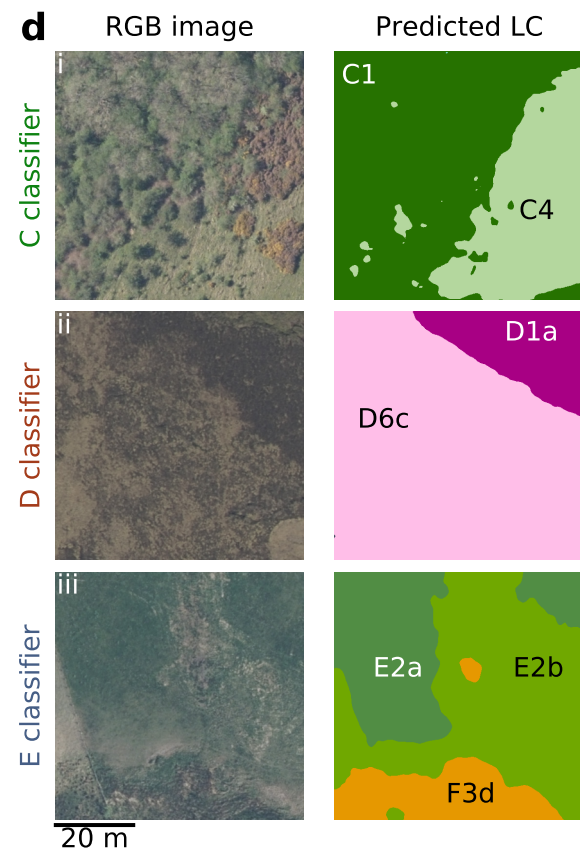 d
RGB image
Predicted LC
C classifier
i
C1
C4
D classifier
ii
D1a
D6c
E classifier
iii
E2a
E2b
F3d
20 m